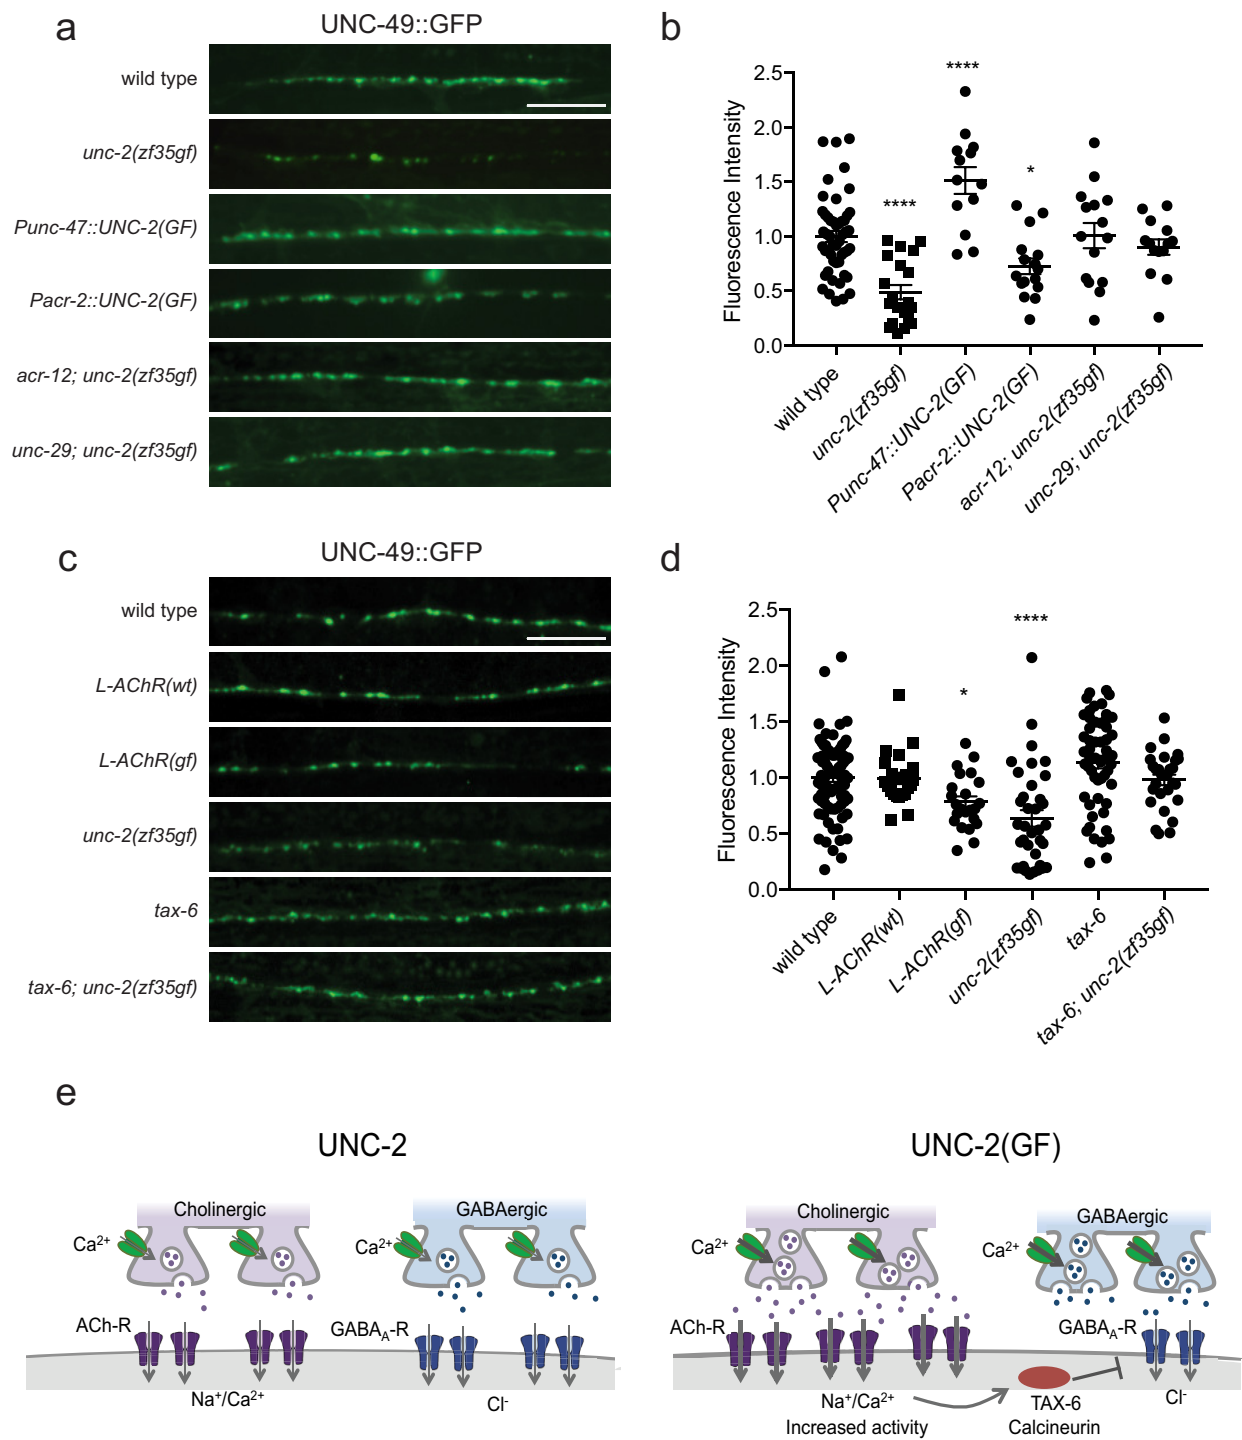 a
UNC-49::GFP
wild type
unc-2(zf35gf)
Punc-47::UNC-2(GF)
Pacr-2::UNC-2(GF)
acr-12; unc-2(zf35gf)
unc-29; unc-2(zf35gf)
b
Fluorescence Intensity
2.5
2.0
1.5
1.0
0.5
0.0
****
****
*
wild type
unc-2(zf35gf)
Punc-47::UNC-2(GF)
Pacr-2::UNC-2(GF)
acr-12; unc-2(zf35gf)
unc-29; unc-2(zf35gf)
c
UNC-49::GFP
wild type
L-AChR(wt)
L-AChR(gf)
unc-2(zf35gf)
tax-6
tax-6; unc-2(zf35gf)
d
Fluorescence Intensity
2.5
2.0
1.5
1.0
0.5
0.0
*
****
wild type
L-AChR(wt)
L-AChR(gf)
unc-2(zf35gf)
tax-6
tax-6; unc-2(zf35gf)
e
UNC-2
Cholinergic
GABAergic
Ca²⁺
Ca²⁺
ACh-R
GABA_A-R
Na⁺/Ca²⁺
Cl⁻
UNC-2(GF)
Cholinergic
GABAergic
Ca²⁺
Ca²⁺
ACh-R
GABA_A-R
Na⁺/Ca²⁺
Increased activity
TAX-6
Calcineurin
Cl⁻